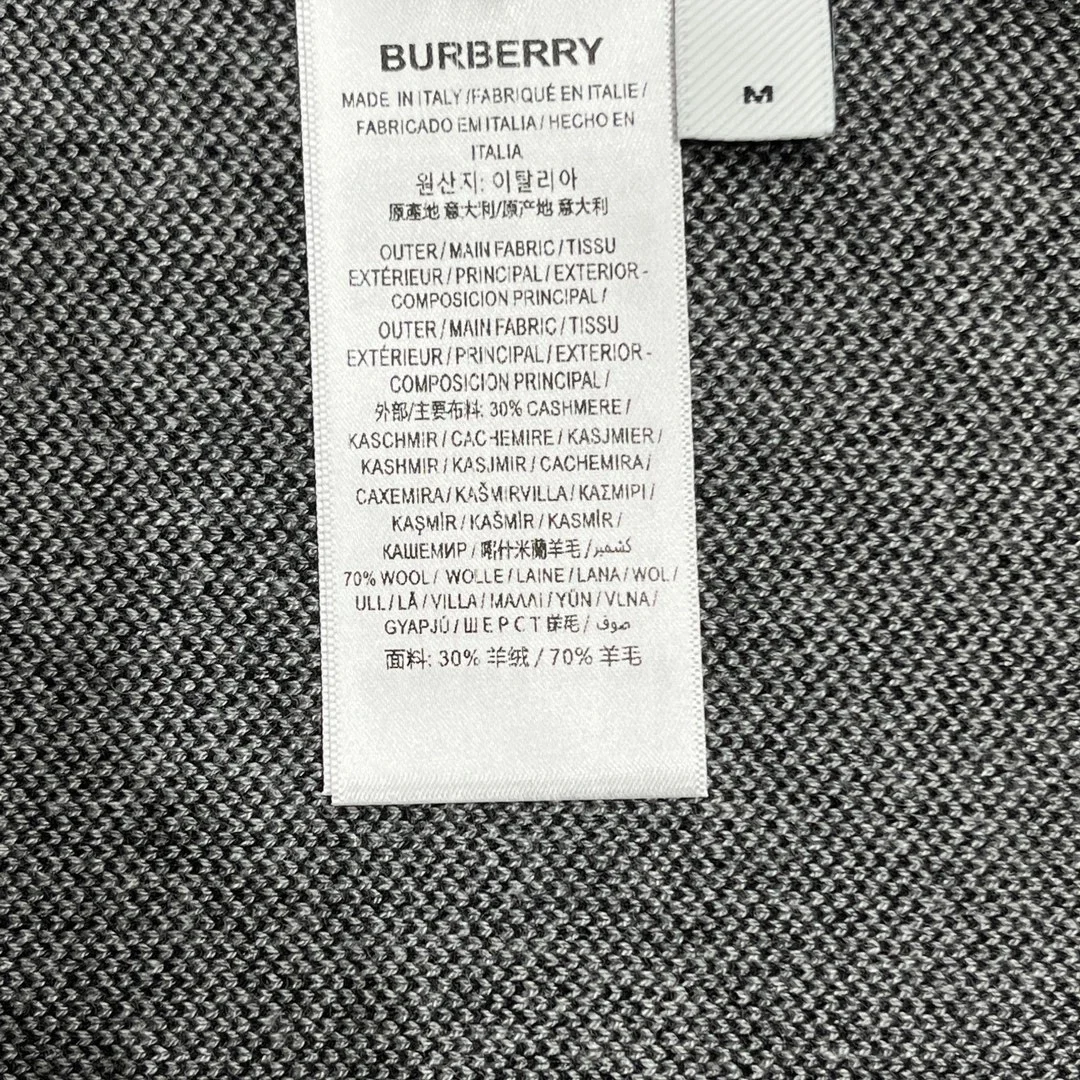 BURBERRY
MADE IN ITALY/FABRIQUÉ EN ITALIE/
FABRICADO EM ITALIA/HECHO EN
ITALIA
원산지: 이탈리아
原產地 意大利/原产地 意大利
OUTER/MAIN FABRIC/TISSU
EXTÉRIEUR/PRINCIPAL/EXTERIOR-
COMPOSICION PRINCIPAL/
OUTER/MAIN FABRIC/TISSU
EXTÉRIEUR/PRINCIPAL/EXTERIOR-
COMPOSICION PRINCIPAL/
外部/主要布料: 30% CASHMERE/
KASCHMIR/CACHEMIRE/KASJMIER/
KASHMIR/KASJMIR/CACHEMIRA/
CAXEMIRA/KAŠMIRVILLA/ΚΑΣΜΙΡΙ/
KAŞMİR/KAŠMİR/KASMÍR/
КАШЕМИР/喀什米蘭羊毛/كشمير
70% WOOL/ WOLLE/LAINE/LANA/WOL/
ULL/LÅ/VILLA/ΜΑΛΛΙ/YÜN/VLNA/
GYAPJÚ/Ш Е Р С Т 羊毛/ صوف
面料: 30% 羊绒 / 70% 羊毛
M